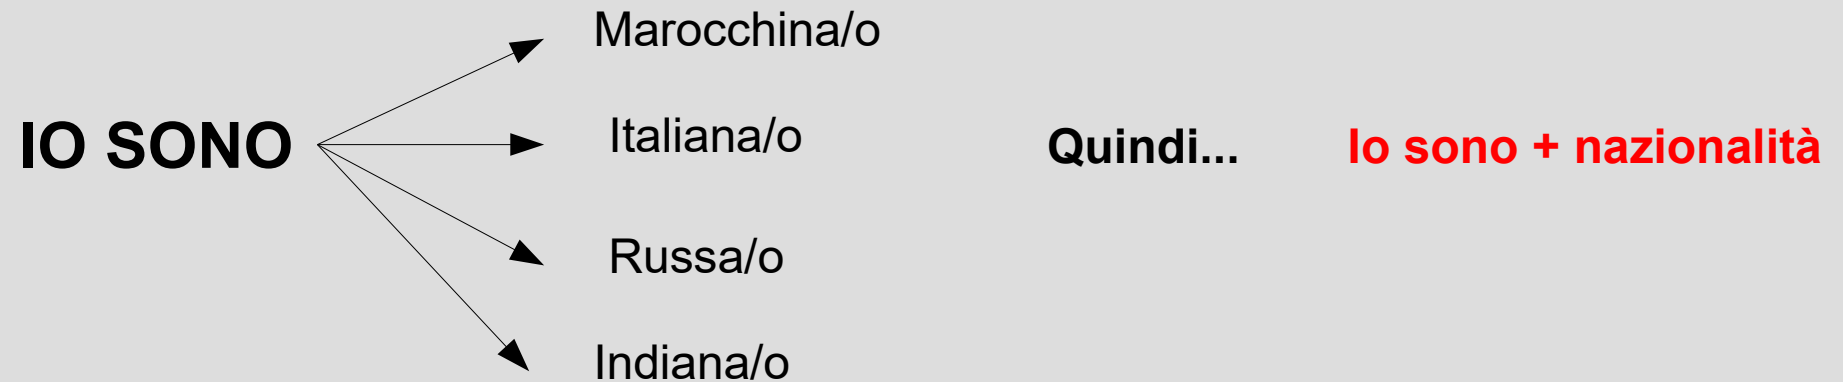 Marocchina/o
IO SONO
Italiana/o
Quindi...
Io sono + nazionalità
Russa/o
Indiana/o